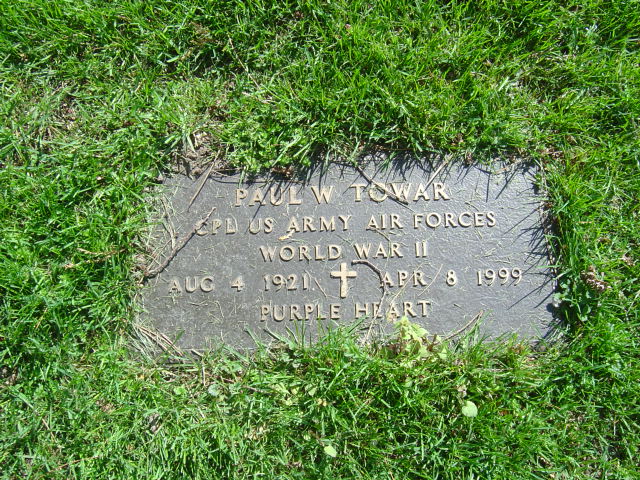 PAUL W TOWAR
CPL US ARMY AIR FORCES
WORLD WAR II
AUG 4 1921 APR 8 1999
PURPLE HEART